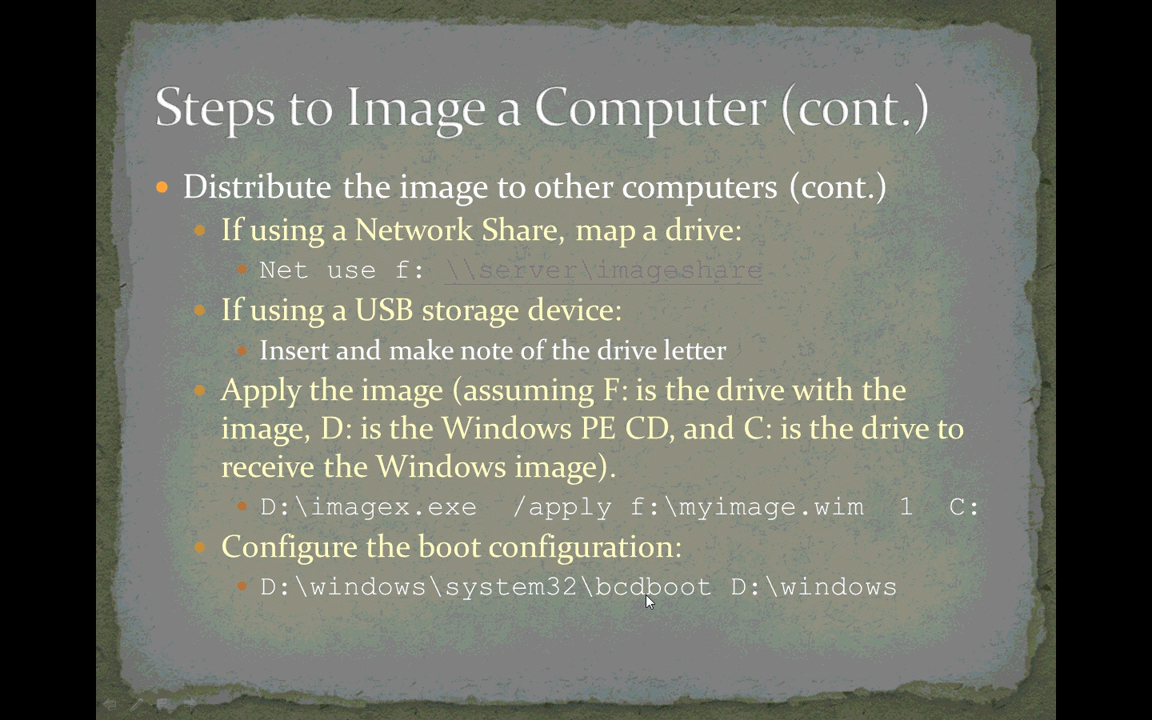 Steps to Image a Computer (cont.)
Distribute the image to other computers (cont.)
If using a Network Share, map a drive:
Net use f: \\server\imageshare
If using a USB storage device:
Insert and make note of the drive letter
Apply the image (assuming F: is the drive with the
image, D: is the Windows PE CD, and C: is the drive to
receive the Windows image).
D:\imagex.exe /apply f:\myimage.wim 1 C:
Configure the boot configuration:
D:\windows\system32\bcdboot D:\windows